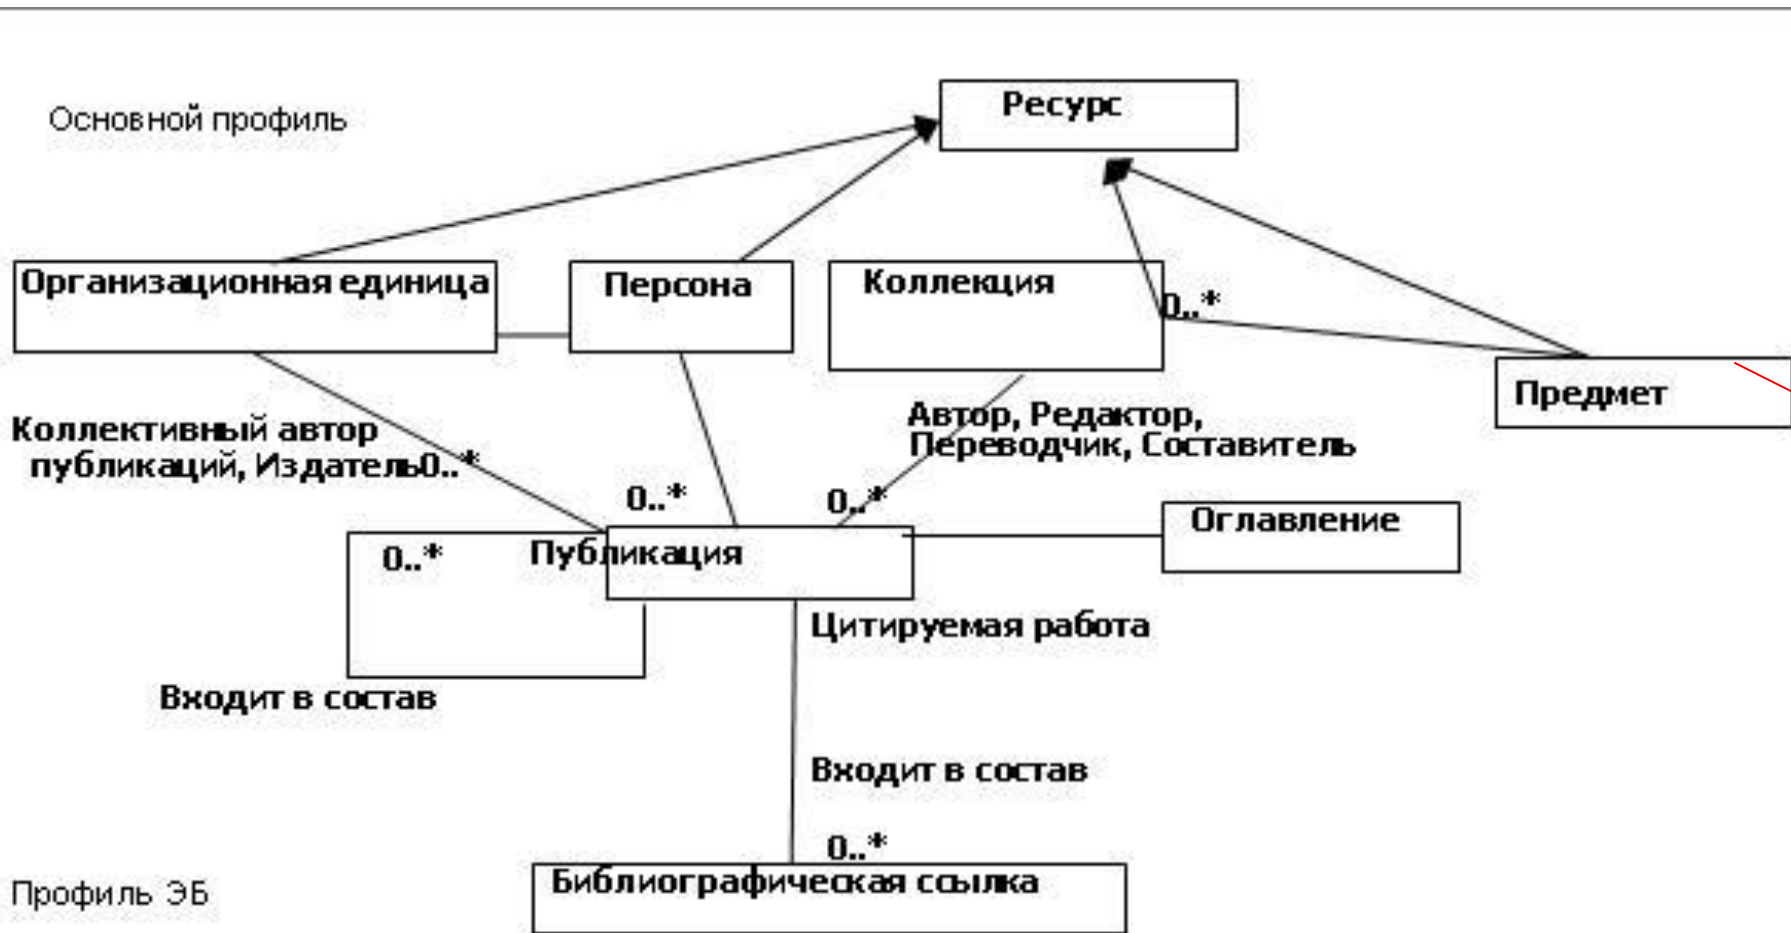 Ресурс
Основной профиль
Организационная единица
Персона
Коллекция
0..*
Предмет
Коллективный автор
публикаций, Издатель0..*
Автор, Редактор,
Переводчик, Составитель
0..*
0..*
Оглавление
0..*
Публикация
Цитируемая работа
Входит в состав
Входит в состав
0..*
Библиографическая ссылка
Профиль ЭБ